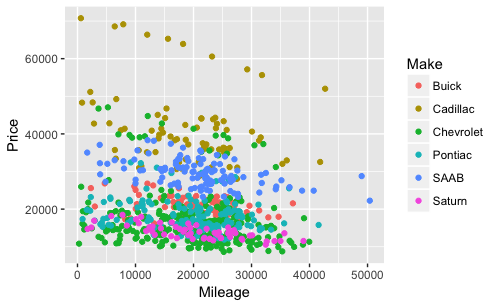 60000
40000
20000
Price
0
10000
20000
30000
40000
50000
Mileage
Make
Buick
Cadillac
Chevrolet
Pontiac
SAAB
Saturn